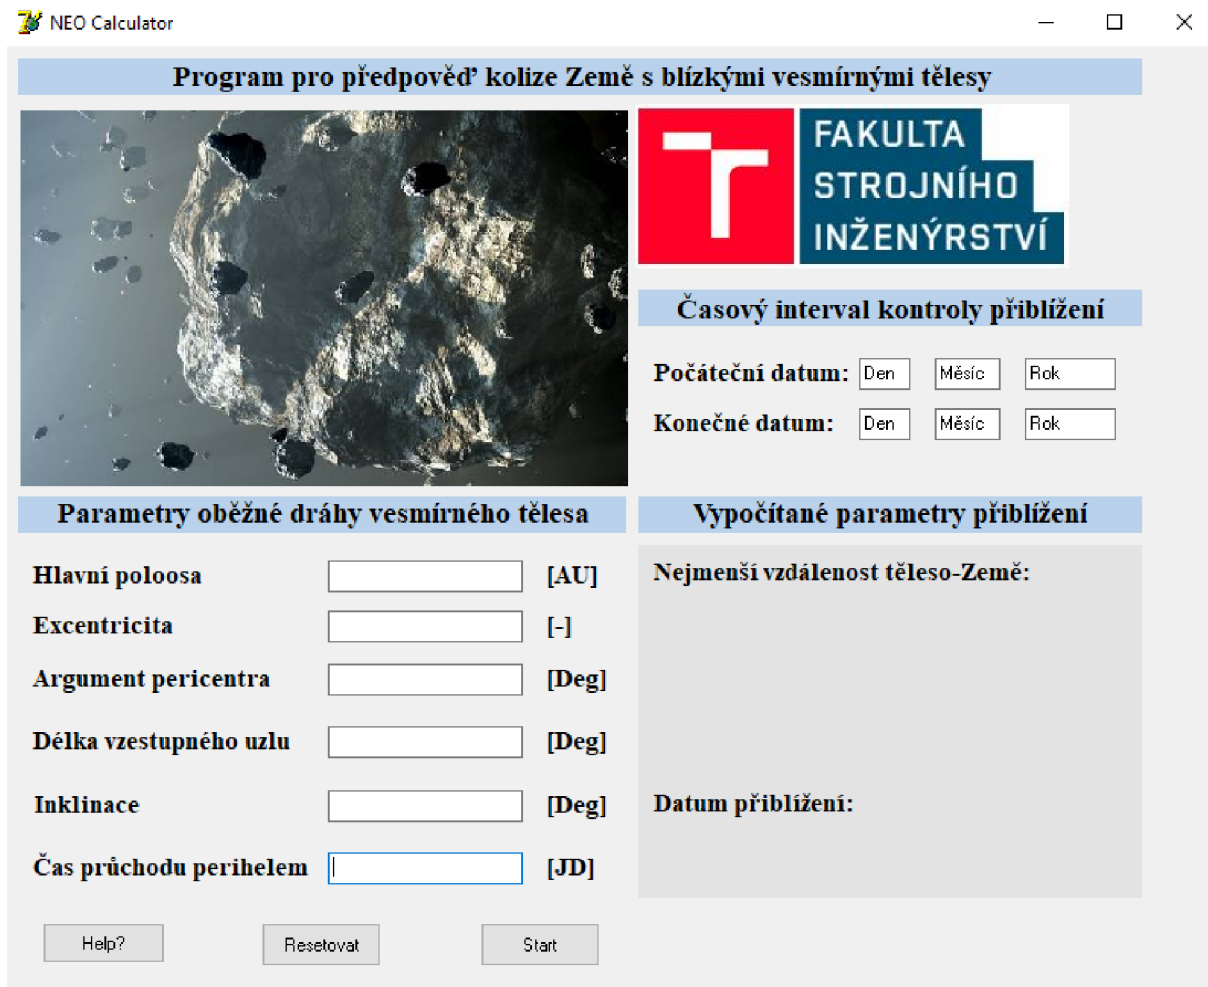 NEO Calculator
Program pro předpověď kolize Země s blízkými vesmírnými tělesy
FAKULTA
STROJNÍHO
INŽENÝRSTVÍ
Časový interval kontroly přiblížení
Počáteční datum: Den Měsíc Rok
Konečné datum: Den Měsíc Rok
Parametry oběžné dráhy vesmírného tělesa
Hlavní poloosa [AU]
Excentricita [-]
Argument pericentra [Deg]
Délka vzestupného uzlu [Deg]
Inklinace [Deg]
Čas průchodu perihelem [JD]
Help? Resetovat Start
Vypočítané parametry přiblížení
Nejmenší vzdálenost těleso-Země:
Datum přiblížení: